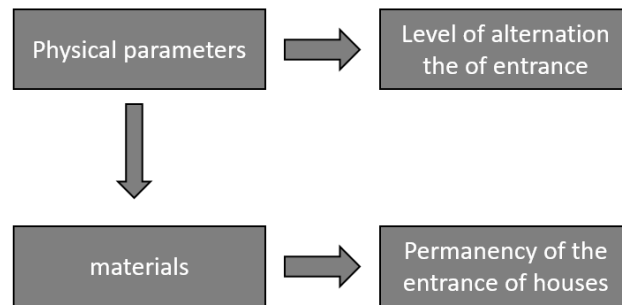 Physical parameters
Level of alternation
the of entrance
materials
Permanency of the
entrance of houses